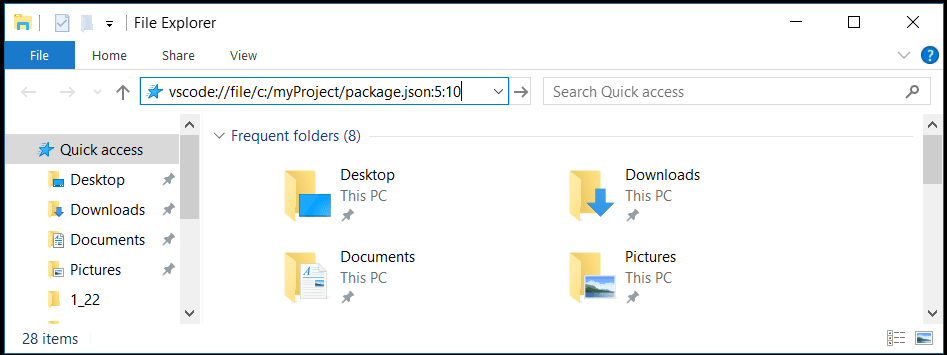 File Explorer
File Home Share View
?
vscode://file/c:/myProject/package.json:5:10 Search Quick access
Quick access
Desktop
Downloads
Documents
Pictures
1_22
Frequent folders (8)
Desktop
This PC
Downloads
This PC
Documents
This PC
Pictures
This PC
28 items